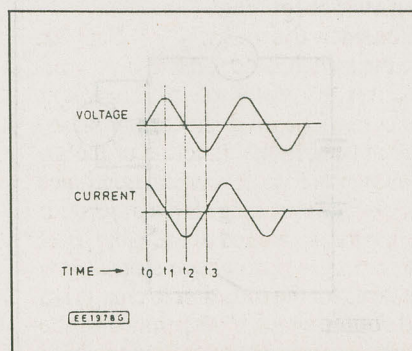 VOLTAGE
CURRENT
TIME → t0 t1 t2 t3
EE1978G